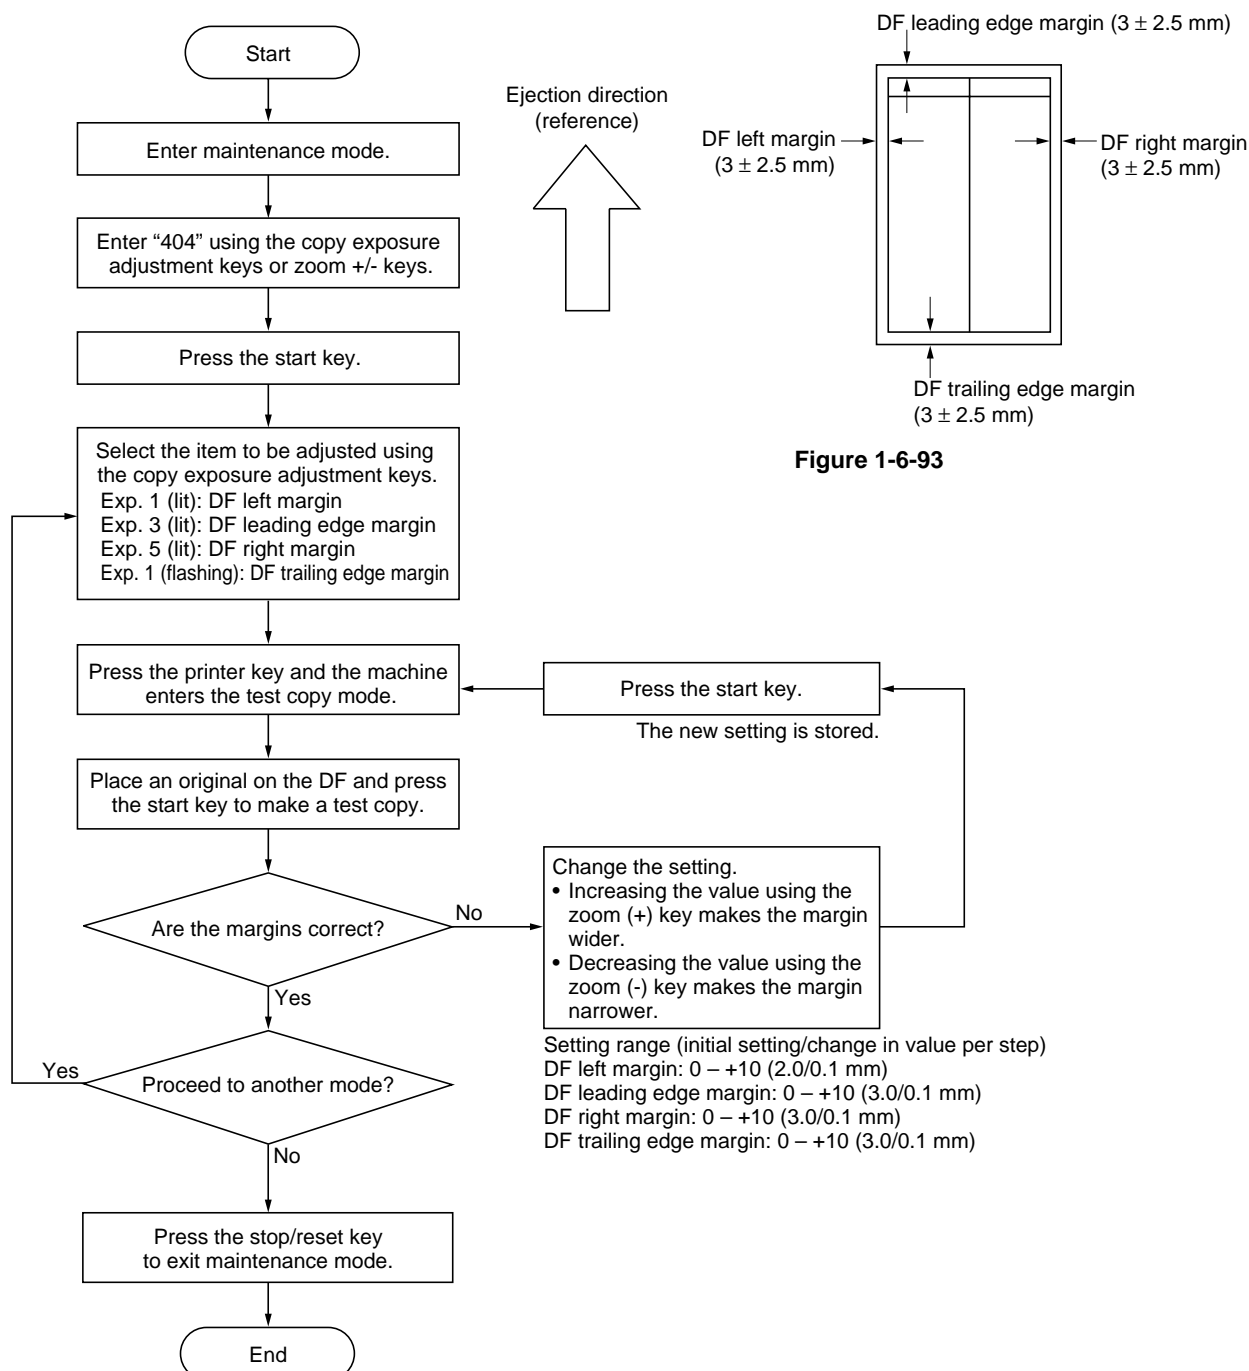 Start
Enter maintenance mode.
Enter “404” using the copy exposure
adjustment keys or zoom +/- keys.
Press the start key.
Select the item to be adjusted using
the copy exposure adjustment keys.
Exp. 1 (lit): DF left margin
Exp. 3 (lit): DF leading edge margin
Exp. 5 (lit): DF right margin
Exp. 1 (flashing): DF trailing edge margin
Press the printer key and the machine
enters the test copy mode.
Place an original on the DF and press
the start key to make a test copy.
Are the margins correct?
No
Yes
Proceed to another mode?
Yes
No
Press the stop/reset key
to exit maintenance mode.
End
Press the start key.
The new setting is stored.
Change the setting.
• Increasing the value using the
zoom (+) key makes the margin
wider.
• Decreasing the value using the
zoom (-) key makes the margin
narrower.
Setting range (initial setting/change in value per step)
DF left margin: 0 – +10 (2.0/0.1 mm)
DF leading edge margin: 0 – +10 (3.0/0.1 mm)
DF right margin: 0 – +10 (3.0/0.1 mm)
DF trailing edge margin: 0 – +10 (3.0/0.1 mm)
Ejection direction
(reference)
DF leading edge margin (3 ± 2.5 mm)
DF left margin
(3 ± 2.5 mm)
DF right margin
(3 ± 2.5 mm)
DF trailing edge margin
(3 ± 2.5 mm)
Figure 1-6-93